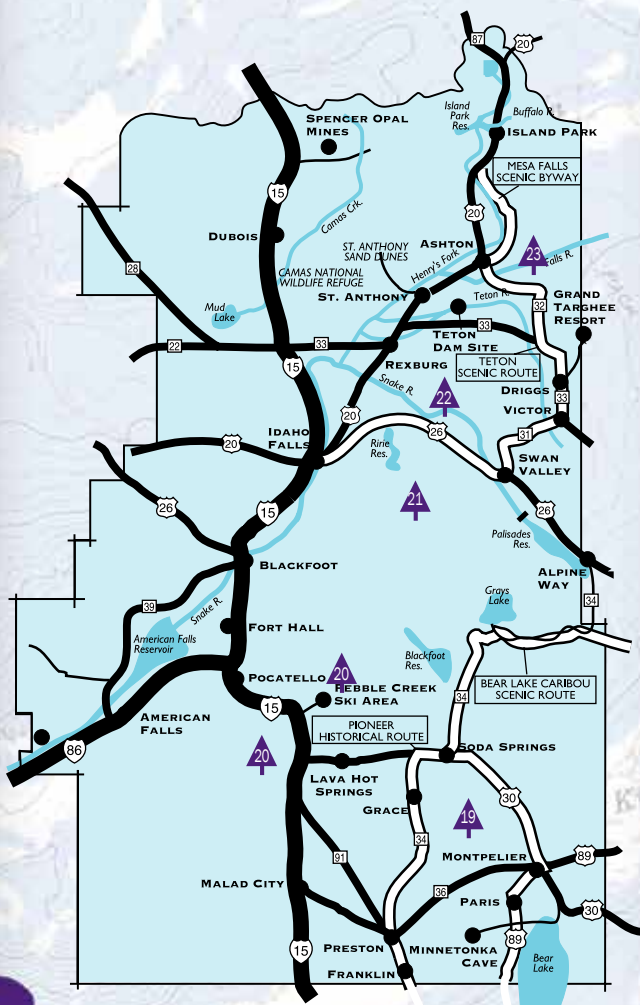 87
20
Island
Park
Res.
Buffalo R.
ISLAND PARK
SPENCER OPAL
MINES
MESA FALLS
SCENIC BYWAY
15
Camas Crk.
20
DUBOIS
ST. ANTHONY
SAND DUNES
ASHTON
23
Falls R.
Henry's Fork
28
CAMAS NATIONAL
WILDLIFE REFUGE
ST. ANTHONY
Teton R.
GRAND
TARGHEE
RESORT
32
Mud
Lake
TETON
DAM SITE
33
22
33
REXBURG
TETON
SCENIC ROUTE
15
Snake R.
DRIGGS
33
22
VICTOR
20
31
IDAHO
FALLS
20
26
Ririe
Res.
SWAN
VALLEY
21
26
15
26
Palisades
Res.
BLACKFOOT
ALPINE
WAY
34
Grays
Lake
39
Snake R.
FORT HALL
American Falls
Reservoir
Blackfoot
Res.
BEAR LAKE CARIBOU
SCENIC ROUTE
POCATELLO
20
PEBBLE CREEK
SKI AREA
34
15
AMERICAN
FALLS
PIONEER
HISTORICAL ROUTE
86
20
SODA SPRINGS
LAVA HOT
SPRINGS
30
GRACE
19
34
91
MONTPELIER
89
MALAD CITY
36
PARIS
30
15
PRESTON
MINNETONKA
CAVE
89
FRANKLIN
Bear
Lake